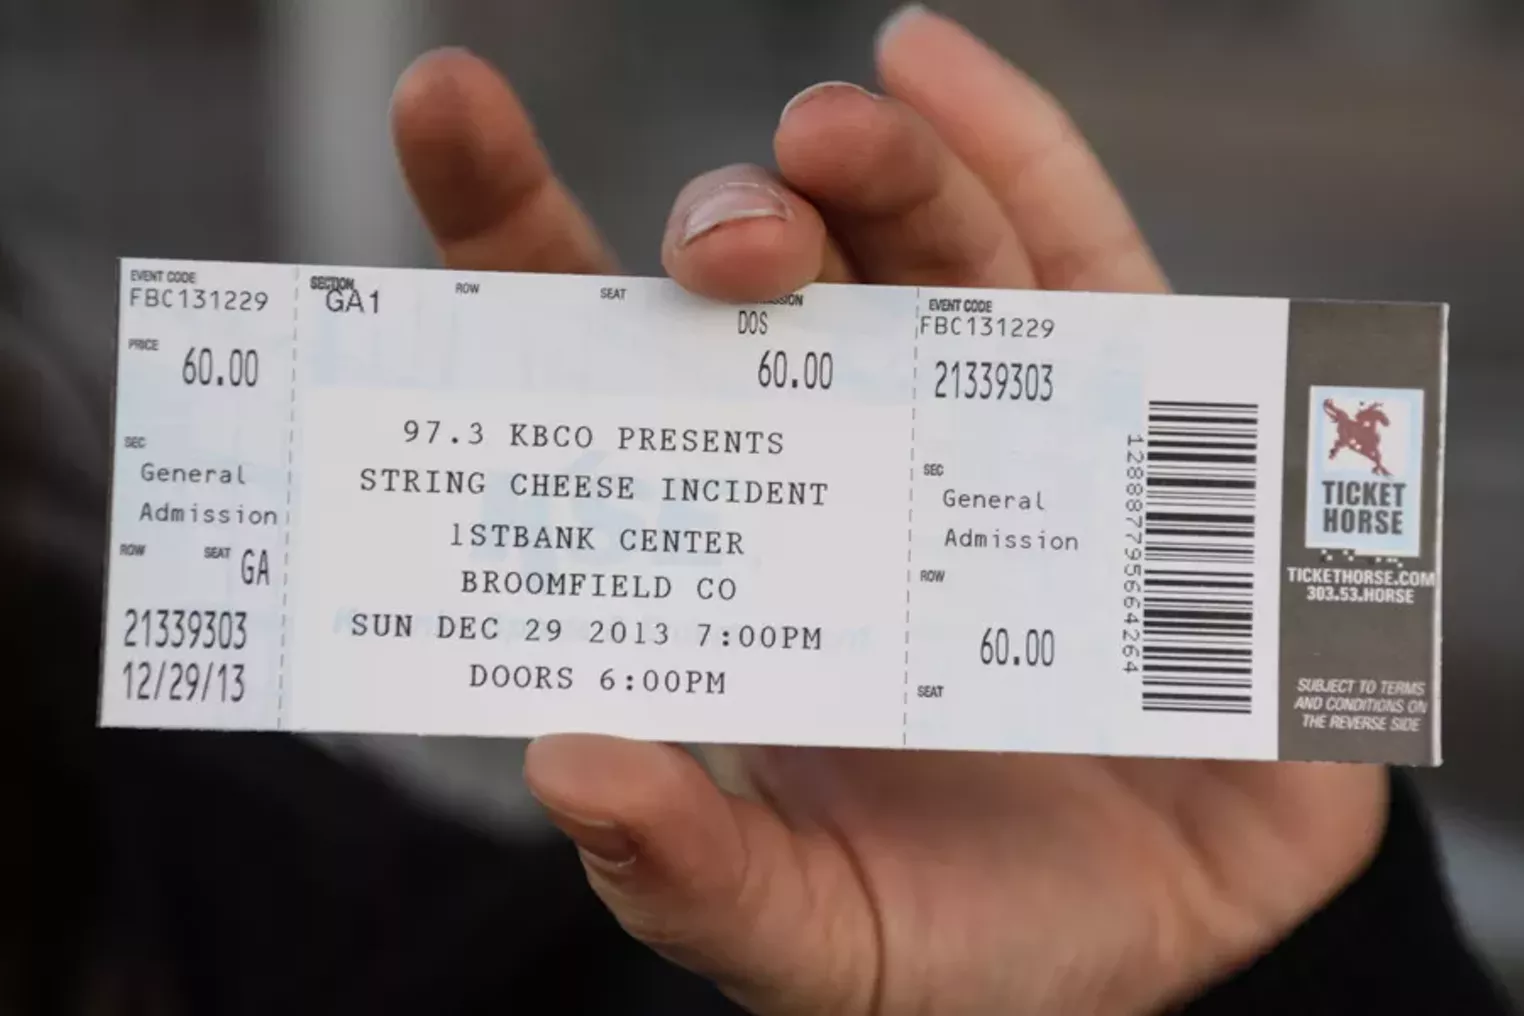 EVENT CODE
FBC131229
PRICE
60.00
SEC
General
Admission
ROW SEAT GA
21339303
12/29/13
SECTION ROW SEAT
GA1
DOS
60.00
97.3 KBCO PRESENTS
STRING CHEESE INCIDENT
1STBANK CENTER
BROOMFIELD CO
SUN DEC 29 2013 7:00PM
DOORS 6:00PM
EVENT CODE
FBC131229
21339303
SEC
General
Admission
ROW
60.00
SEAT
128887795664264
TICKET
HORSE
TICKETHORSE.COM
303.53.HORSE
SUBJECT TO TERMS
AND CONDITIONS ON
THE REVERSE SIDE